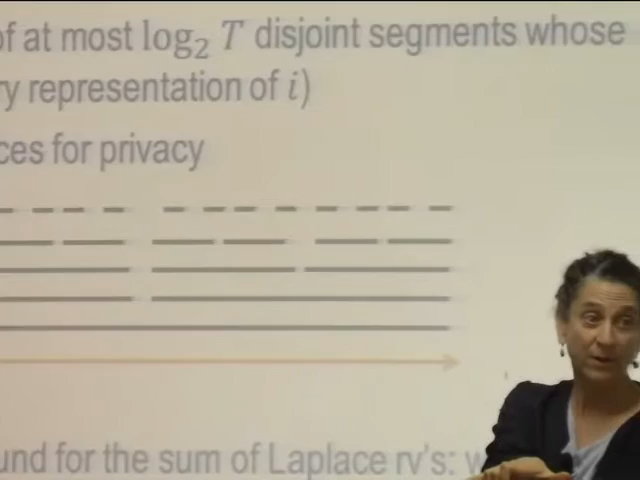 of at most log₂ T disjoint segments whose
ry representation of i)
ces for privacy
und for the sum of Laplace rv's: